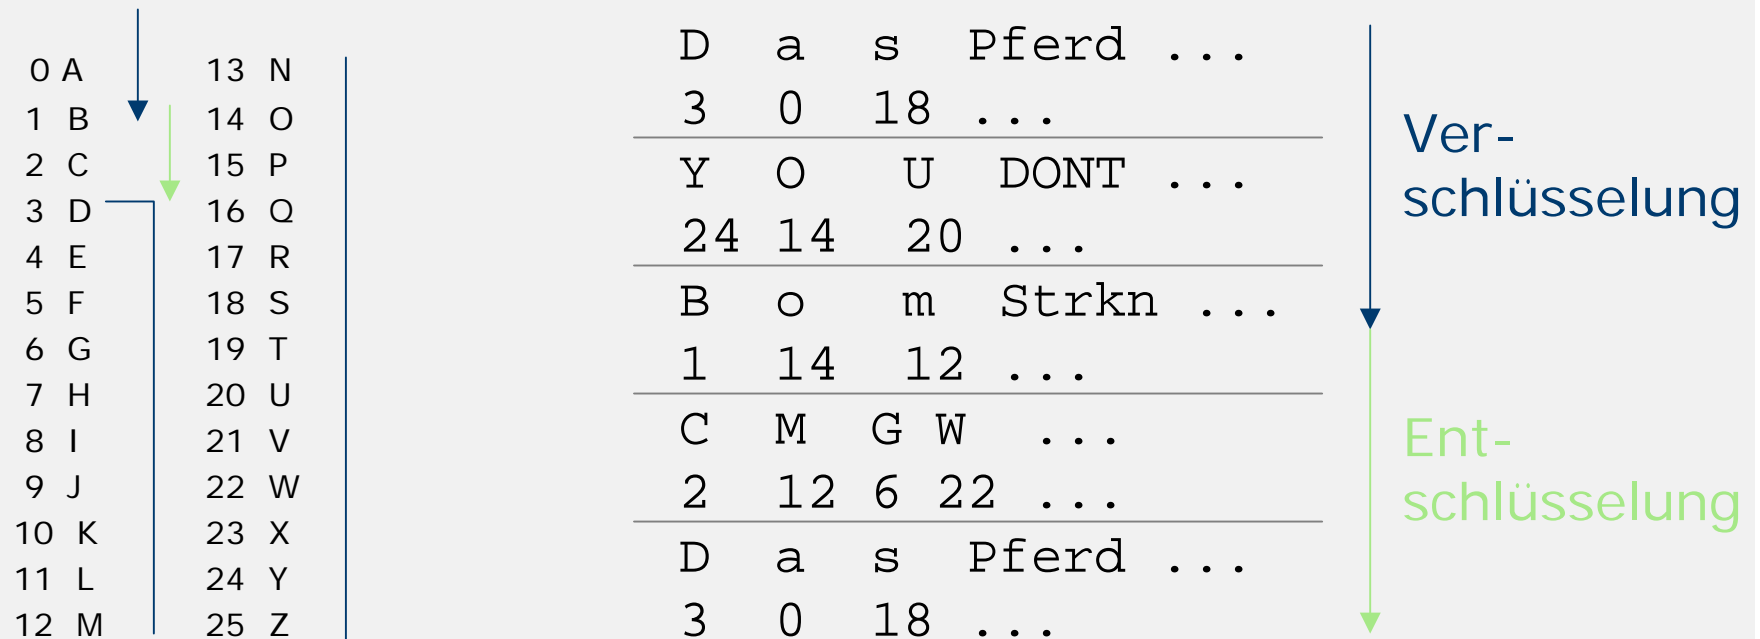 0 A
1 B
2 C
3 D
4 E
5 F
6 G
7 H
8 I
9 J
10 K
11 L
12 M
13 N
14 O
15 P
16 Q
17 R
18 S
19 T
20 U
21 V
22 W
23 X
24 Y
25 Z
D a s Pferd ...
3 0 18 ...
Y O U DONT ...
24 14 20 ...
B o m Strkn ...
1 14 12 ...
C M G W ...
2 12 6 22 ...
D a s Pferd ...
3 0 18 ...
Ver-
schlüsselung
Ent-
schlüsselung